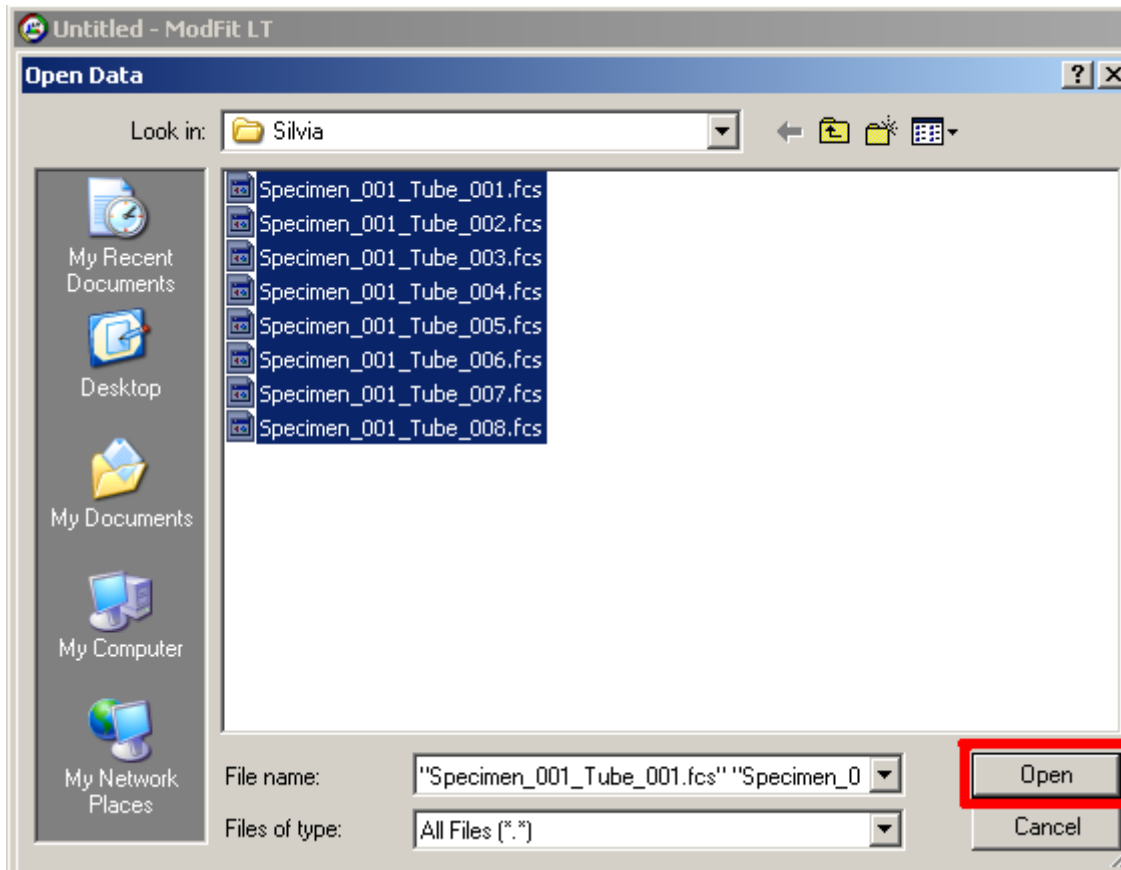 Untitled - ModFit LT
Open Data
Look in:
Silvia
My Recent
Documents
Desktop
My Documents
My Computer
My Network
Places
Specimen_001_Tube_001.fcs
Specimen_001_Tube_002.fcs
Specimen_001_Tube_003.fcs
Specimen_001_Tube_004.fcs
Specimen_001_Tube_005.fcs
Specimen_001_Tube_006.fcs
Specimen_001_Tube_007.fcs
Specimen_001_Tube_008.fcs
File name:
"Specimen_001_Tube_001.fcs" "Specimen_0
Open
Files of type:
All Files (*.*)
Cancel